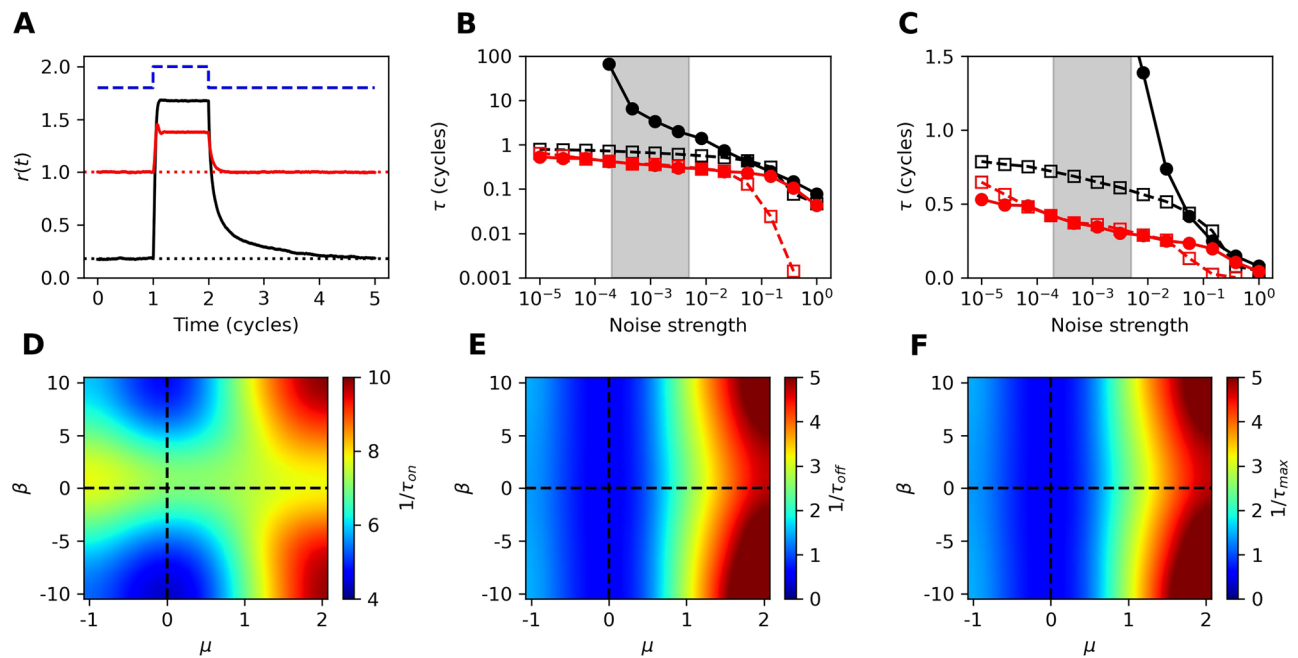 A
r(t)
2.0
1.5
1.0
0.5
0.0
0 1 2 3 4 5
Time (cycles)
B
τ (cycles)
100
10
1
0.1
0.01
0.001
10⁻⁵ 10⁻⁴ 10⁻³ 10⁻² 10⁻¹ 10⁰
Noise strength
C
τ (cycles)
1.5
1.0
0.5
0.0
10⁻⁵ 10⁻⁴ 10⁻³ 10⁻² 10⁻¹ 10⁰
Noise strength
D
β
10
5
0
-5
-10
-1 0 1 2
μ
10
8
6
4
1/τ_on
E
β
10
5
0
-5
-10
-1 0 1 2
μ
5
4
3
2
1
0
1/τ_off
F
β
10
5
0
-5
-10
-1 0 1 2
μ
5
4
3
2
1
0
1/τ_max